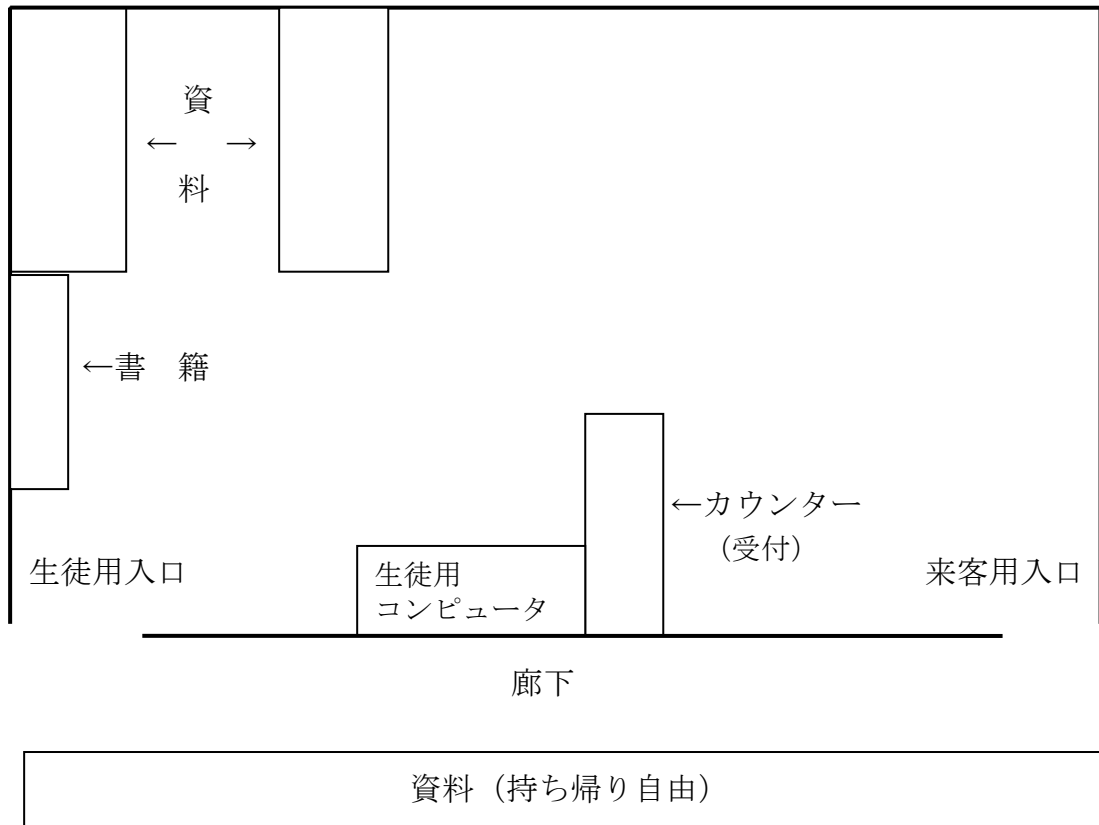 資
← →
料
←書　籍
←カウンター
（受付）
生徒用入口
生徒用
コンピュータ
来客用入口
廊下
資料（持ち帰り自由）